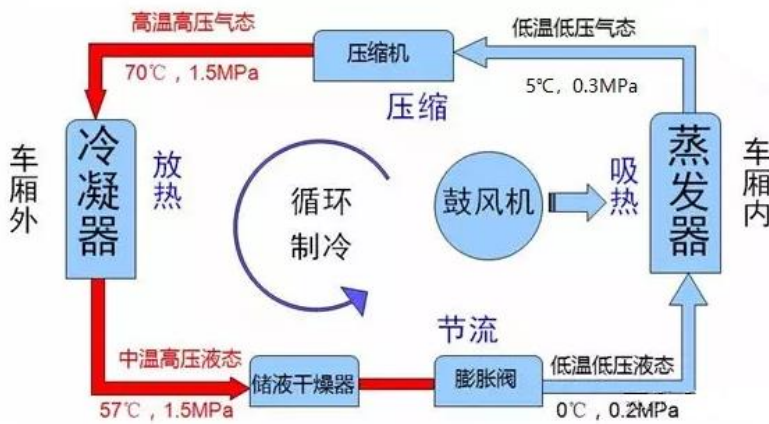 高温高压气态
70℃，1.5MPa
压缩机
压缩
低温低压气态
5℃，0.3MPa
车厢外
冷凝器
放热
循环
制冷
鼓风机
吸热
蒸发器
车厢内
节流
中温高压液态
57℃，1.5MPa
储液干燥器
膨胀阀
低温低压液态
0℃，0.2MPa